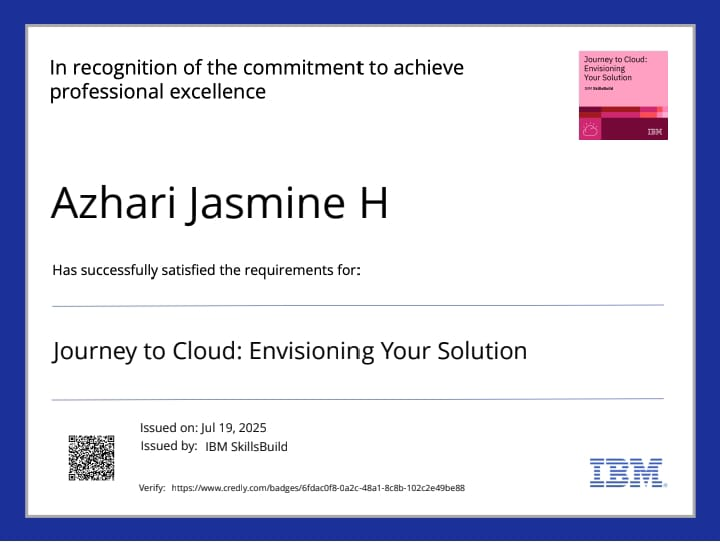 In recognition of the commitment to achieve
professional excellence
Journey to Cloud:
Envisioning
Your Solution
IBM SkillsBuild
IBM
Azhari Jasmine H
Has successfully satisfied the requirements for:
Journey to Cloud: Envisioning Your Solution
Issued on: Jul 19, 2025
Issued by: IBM SkillsBuild
IBM
Verify: https://www.credly.com/badges/6fdac0f8-0a2c-48a1-8c8b-102c2e49be88